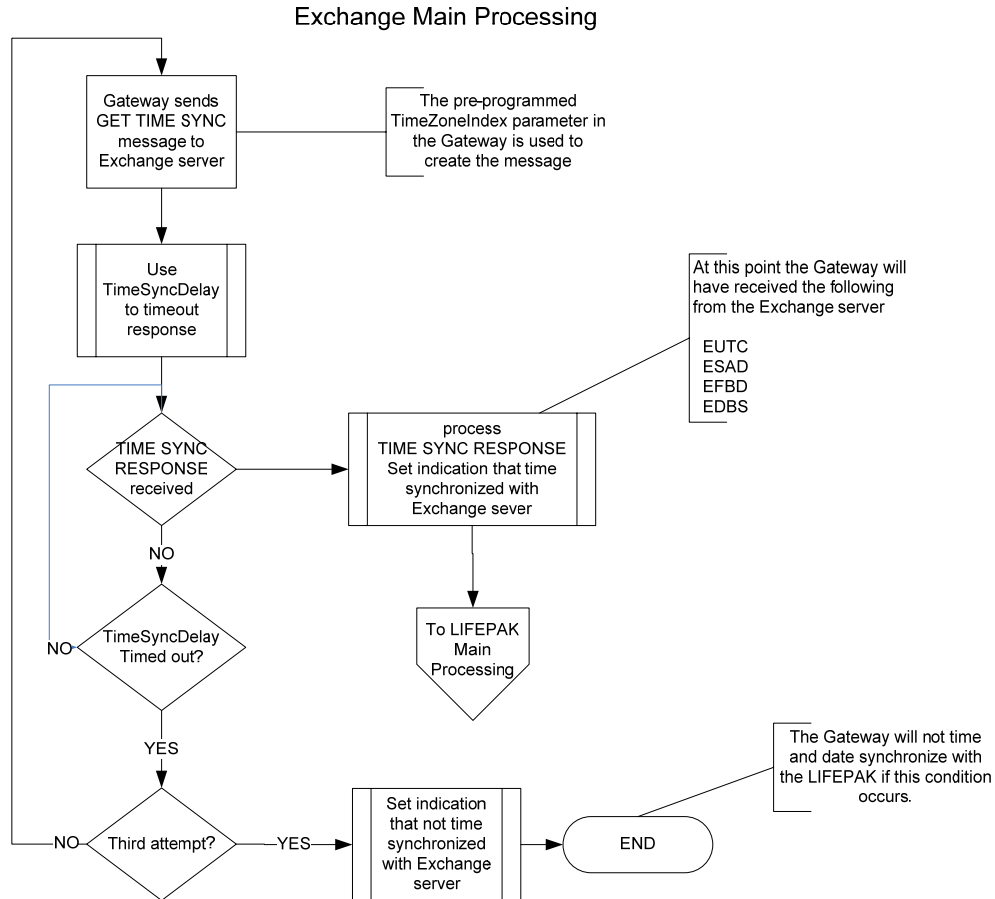 Exchange Main Processing
Gateway sends
GET TIME SYNC
message to
Exchange server
The pre-programmed
TimeZoneIndex parameter in
the Gateway is used to
create the message
Use
TimeSyncDelay
to timeout
response
At this point the Gateway will
have received the following
from the Exchange server
EUTC
ESAD
EFBD
EDBS
TIME SYNC
RESPONSE
received
process
TIME SYNC RESPONSE
Set indication that time
synchronized with
Exchange sever
NO
TimeSyncDelay
Timed out?
NO
To LIFEPAK
Main
Processing
YES
The Gateway will not time
and date synchronize with
the LIFEPAK if this condition
occurs.
Third attempt?
NO
YES
Set indication
that not time
synchronized
with Exchange
server
END